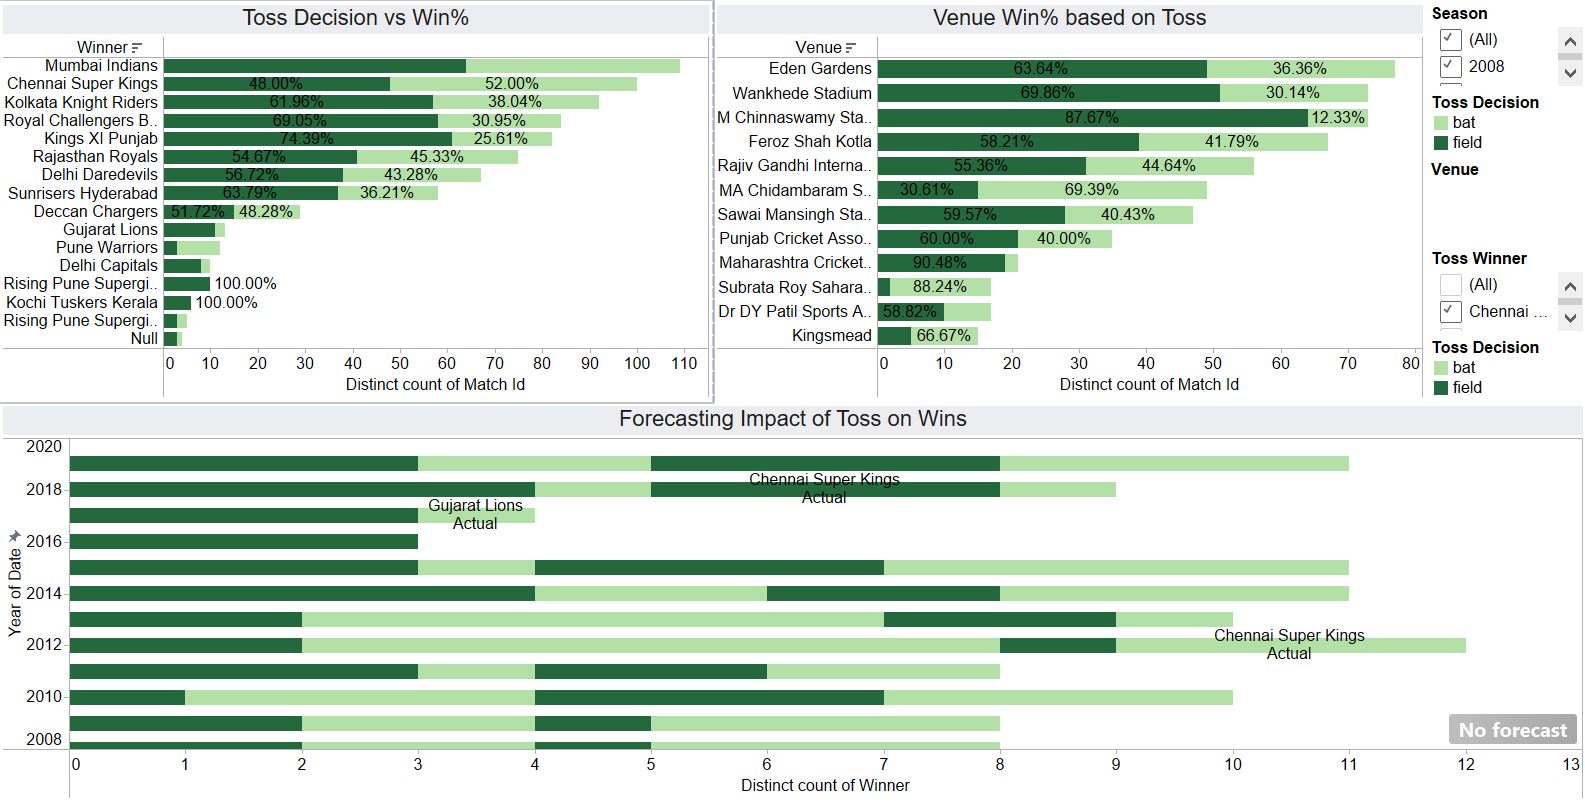 Toss Decision vs Win%
Winner
Mumbai Indians
Chennai Super Kings 48.00% 52.00%
Kolkata Knight Riders 61.96% 38.04%
Royal Challengers B.. 69.05% 30.95%
Kings XI Punjab 74.39% 25.61%
Rajasthan Royals 54.67% 45.33%
Delhi Daredevils 56.72% 43.28%
Sunrisers Hyderabad 63.79% 36.21%
Deccan Chargers 51.72% 48.28%
Gujarat Lions
Pune Warriors
Delhi Capitals
Rising Pune Supergi.. 100.00%
Kochi Tuskers Kerala 100.00%
Rising Pune Supergi..
Null
0 10 20 30 40 50 60 70 80 90 100 110
Distinct count of Match Id
Venue Win% based on Toss
Venue
Eden Gardens 63.64% 36.36%
Wankhede Stadium 69.86% 30.14%
M Chinnaswamy Sta.. 87.67% 12.33%
Feroz Shah Kotla 58.21% 41.79%
Rajiv Gandhi Interna.. 55.36% 44.64%
MA Chidambaram S.. 30.61% 69.39%
Sawai Mansingh Sta.. 59.57% 40.43%
Punjab Cricket Asso.. 60.00% 40.00%
Maharashtra Cricket.. 90.48%
Subrata Roy Sahara.. 88.24%
Dr DY Patil Sports A.. 58.82%
Kingsmead 66.67%
0 10 20 30 40 50 60 70 80
Distinct count of Match Id
Season
(All)
2008
Toss Decision
bat
field
Venue
Toss Winner
(All)
Chennai ...
Toss Decision
bat
field
Forecasting Impact of Toss on Wins
Year of Date
2020
2018
Chennai Super Kings
Actual
Gujarat Lions
Actual
2016
2014
2012
Chennai Super Kings
Actual
2010
2008
No forecast
0 1 2 3 4 5 6 7 8 9 10 11 12 13
Distinct count of Winner